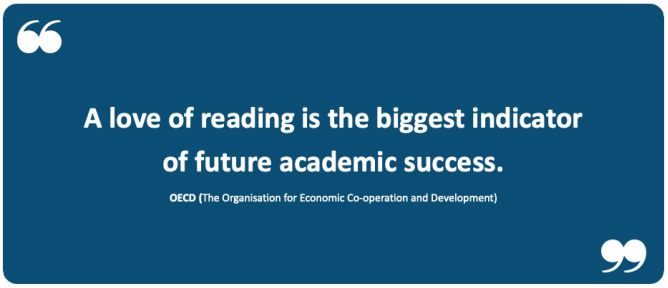 A love of reading is the biggest indicator
of future academic success.
OECD (The Organisation for Economic Co-operation and Development)